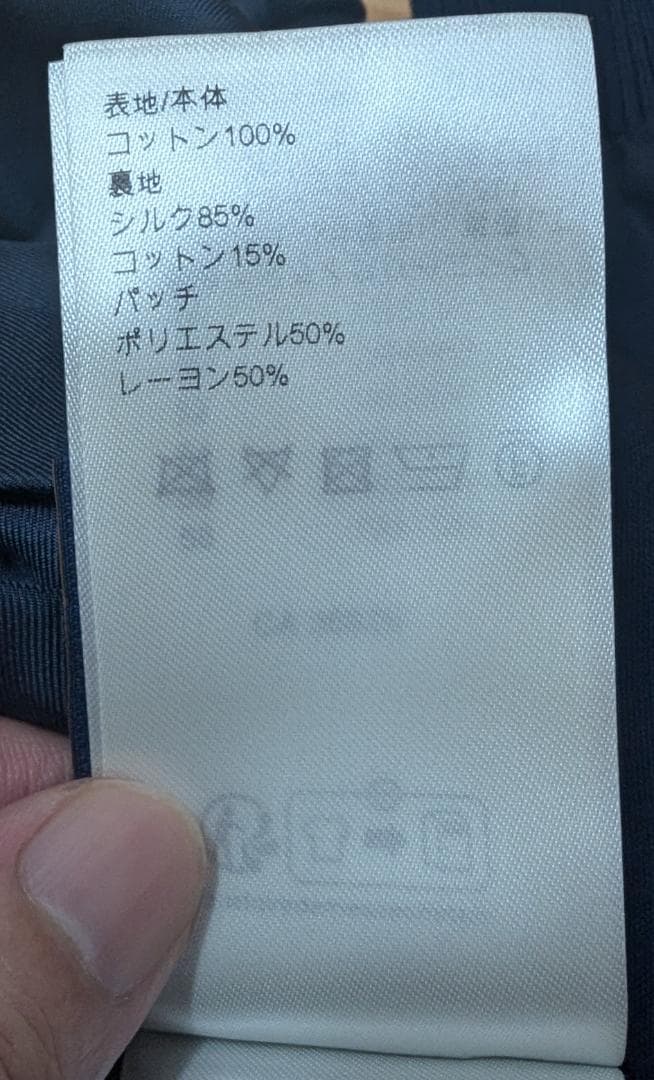 表地/本体
コットン100%
裏地
シルク85%
コットン15%
パッチ
ポリエステル50%
レーヨン50%